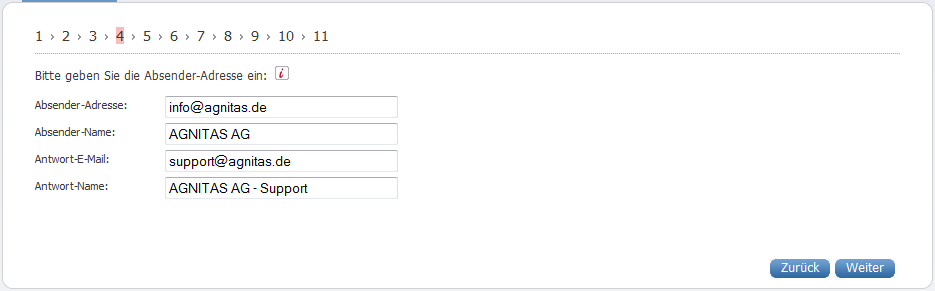 1 › 2 › 3 › 4 › 5 › 6 › 7 › 8 › 9 › 10 › 11
Bitte geben Sie die Absender-Adresse ein: i
Absender-Adresse: info@agnitas.de
Absender-Name: AGNITAS AG
Antwort-E-Mail: support@agnitas.de
Antwort-Name: AGNITAS AG - Support
Zurück Weiter